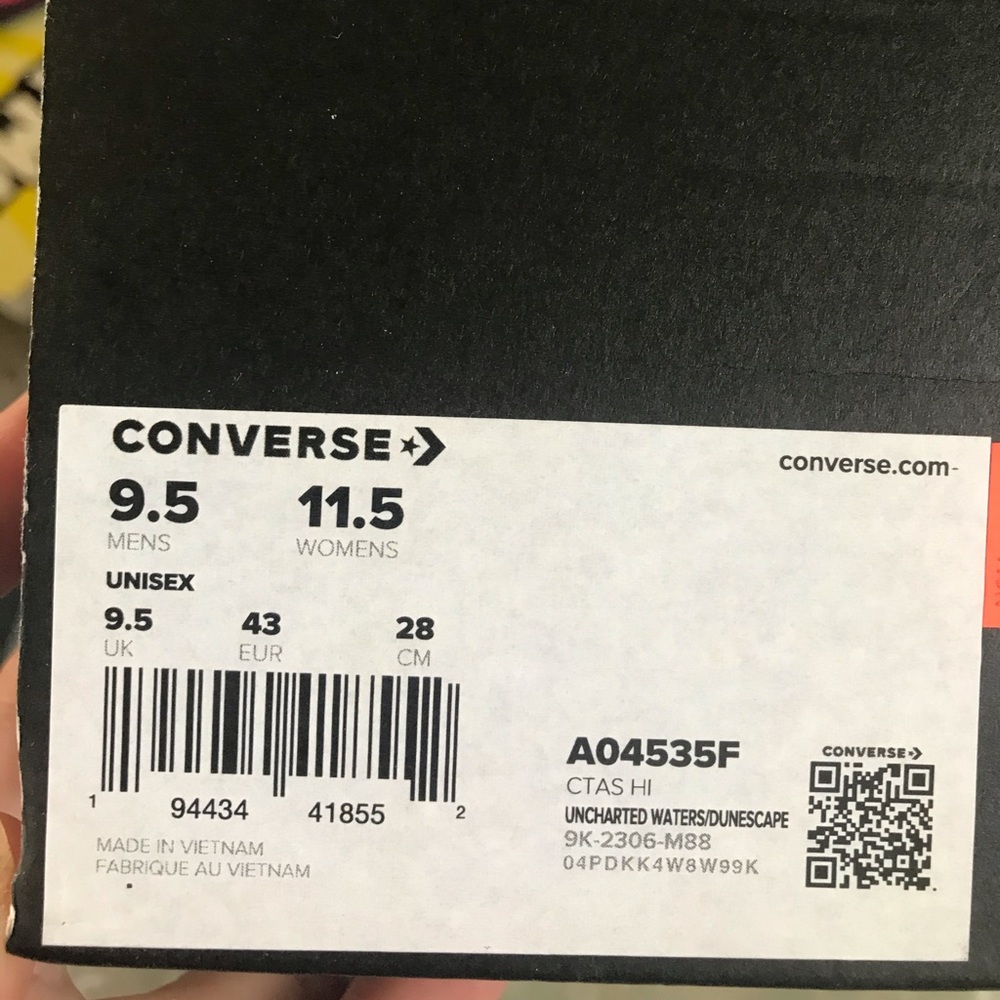 CONVERSE
converse.com
9.5 11.5
MENS WOMENS
UNISEX
9.5 43 28
UK EUR CM
1 94434 41855 2
MADE IN VIETNAM
FABRIQUE AU VIETNAM
A04535F
CTAS HI
UNCHARTED WATERS/DUNESCAPE
9K-2306-M88
04PDKK4W8W99K
CONVERSE